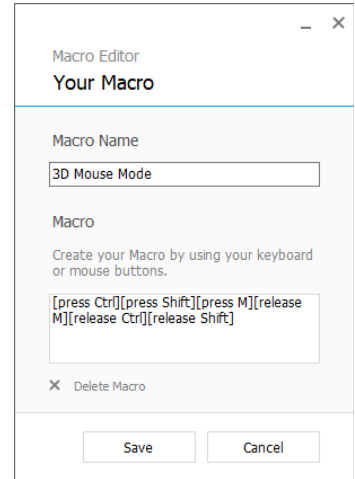 Macro Editor
Your Macro
Macro Name
3D Mouse Mode
Macro
Create your Macro by using your keyboard
or mouse buttons.
[press Ctrl][press Shift][press M][release
M][release Ctrl][release Shift]
Delete Macro
Save Cancel